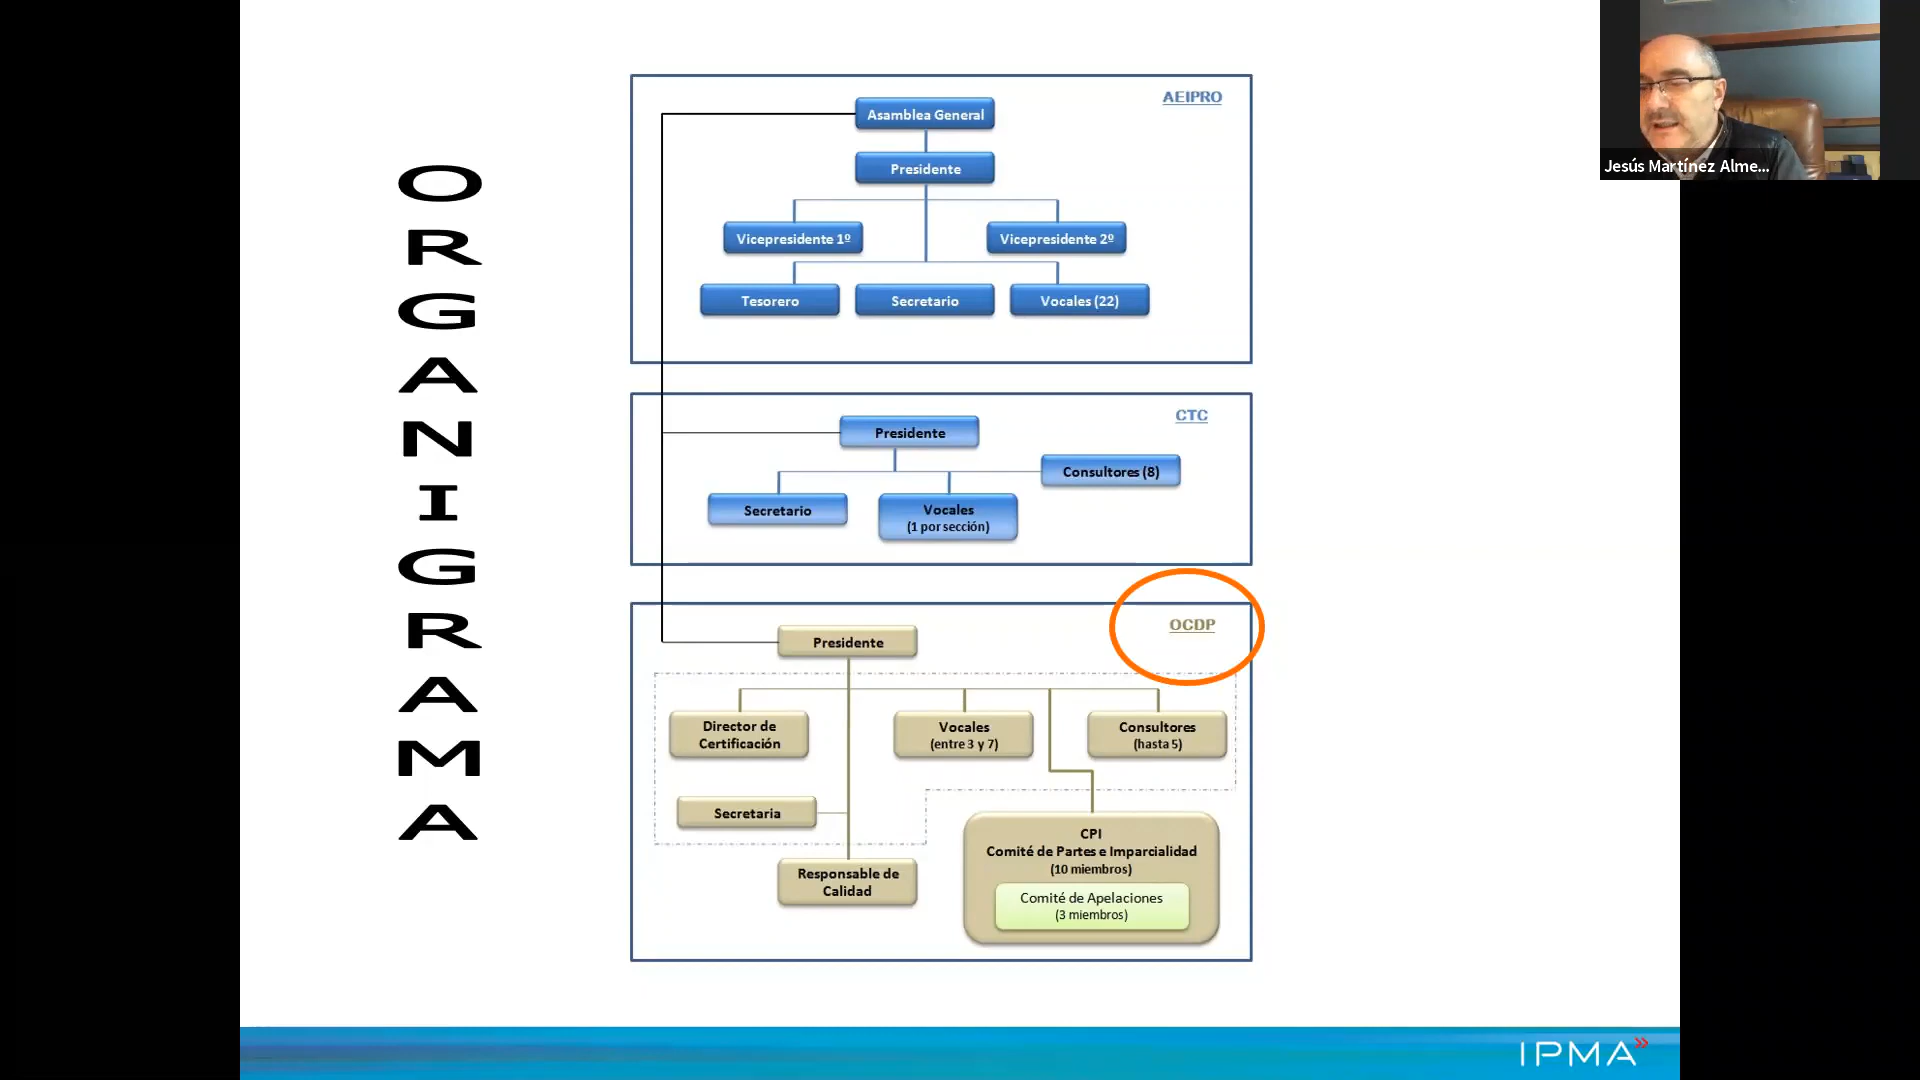 ORGANIGRAMA
AEIPRO
Asamblea General
Presidente
Vicepresidente 1º
Vicepresidente 2º
Tesorero
Secretario
Vocales (22)
CTC
Presidente
Consultores (8)
Secretario
Vocales
(1 por sección)
OCDP
Presidente
Director de
Certificación
Vocales
(entre 3 y 7)
Consultores
(hasta 5)
Secretaria
Responsable de
Calidad
CPI
Comité de Partes e Imparcialidad
(10 miembros)
Comité de Apelaciones
(3 miembros)
Jesús Martínez Alme...
IPMA